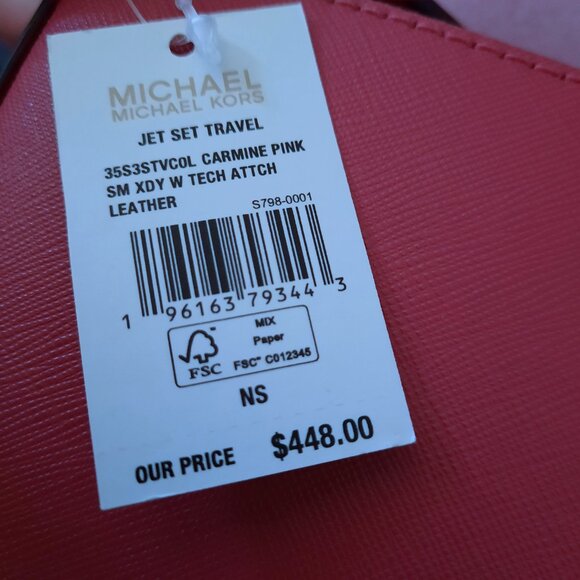 MICHAEL
MICHAEL KORS
JET SET TRAVEL
35S3STVC0L CARMINE PINK
SM XDY W TECH ATTCH
LEATHER
S798-0001
1 96163 79344 3
FSC
MIX
Paper
FSC™ C012345
NS
OUR PRICE $448.00